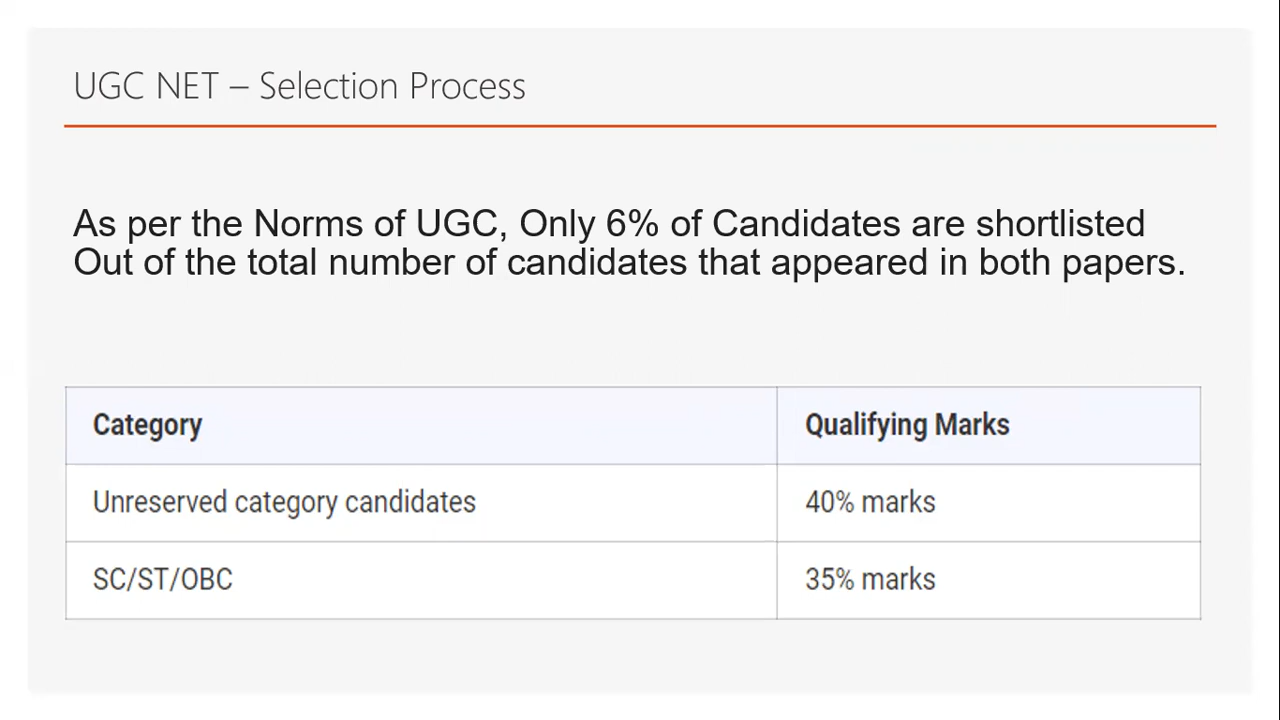 UGC NET – Selection Process
As per the Norms of UGC, Only 6% of Candidates are shortlisted
Out of the total number of candidates that appeared in both papers.
Category Qualifying Marks
Unreserved category candidates 40% marks
SC/ST/OBC 35% marks